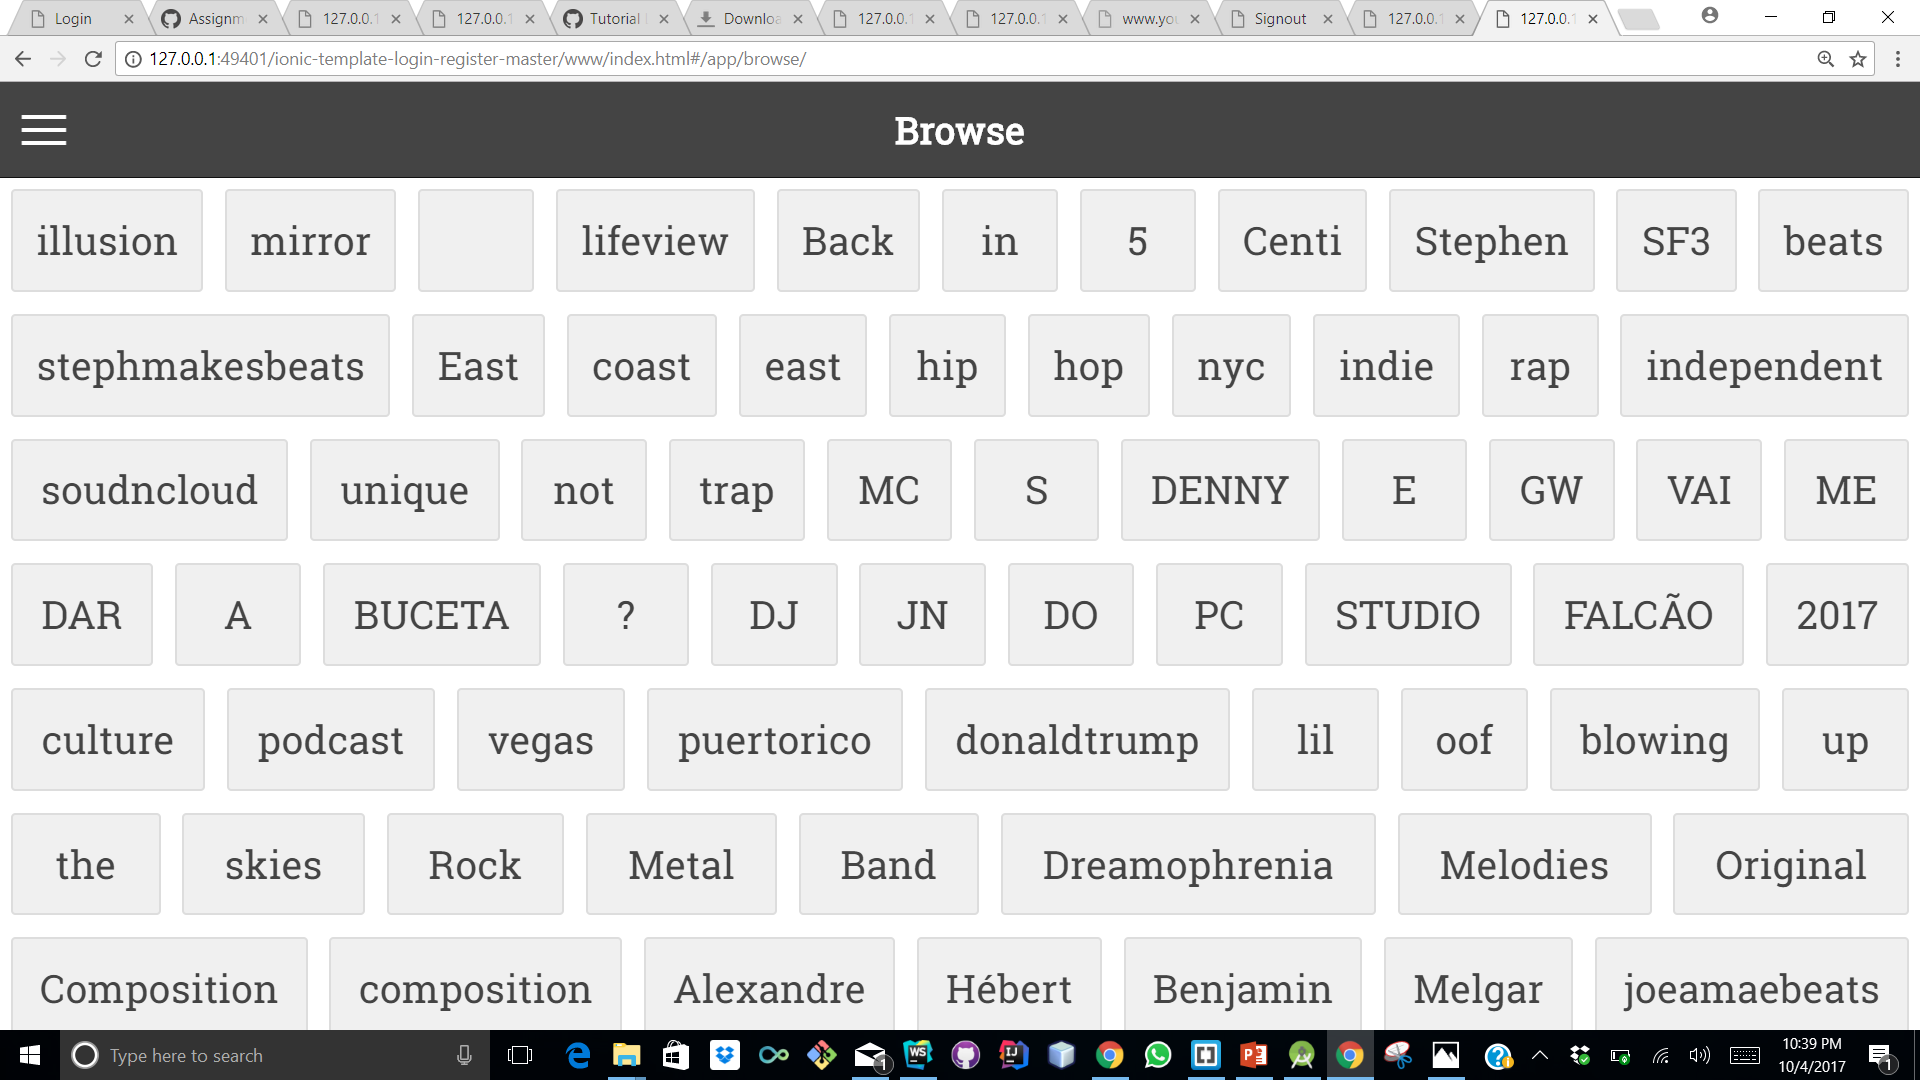 Login Assignm 127.0.0.1 127.0.0.1 Tutorial Downloa 127.0.0.1 127.0.0.1 www.you Signout 127.0.0.1 127.0.0.1
127.0.0.1:49401/ionic-template-login-register-master/www/index.html#/app/browse/
Browse
illusion mirror lifeview Back in 5 Centi Stephen SF3 beats
stephmakesbeats East coast east hip hop nyc indie rap independent
soudncloud unique not trap MC S DENNY E GW VAI ME
DAR A BUCETA ? DJ JN DO PC STUDIO FALCÃO 2017
culture podcast vegas puertorico donaldtrump lil oof blowing up
the skies Rock Metal Band Dreamophrenia Melodies Original
Composition composition Alexandre Hébert Benjamin Melgar joeamaebeats
Type here to search
1
WS
IJ
10:39 PM
10/4/2017
1